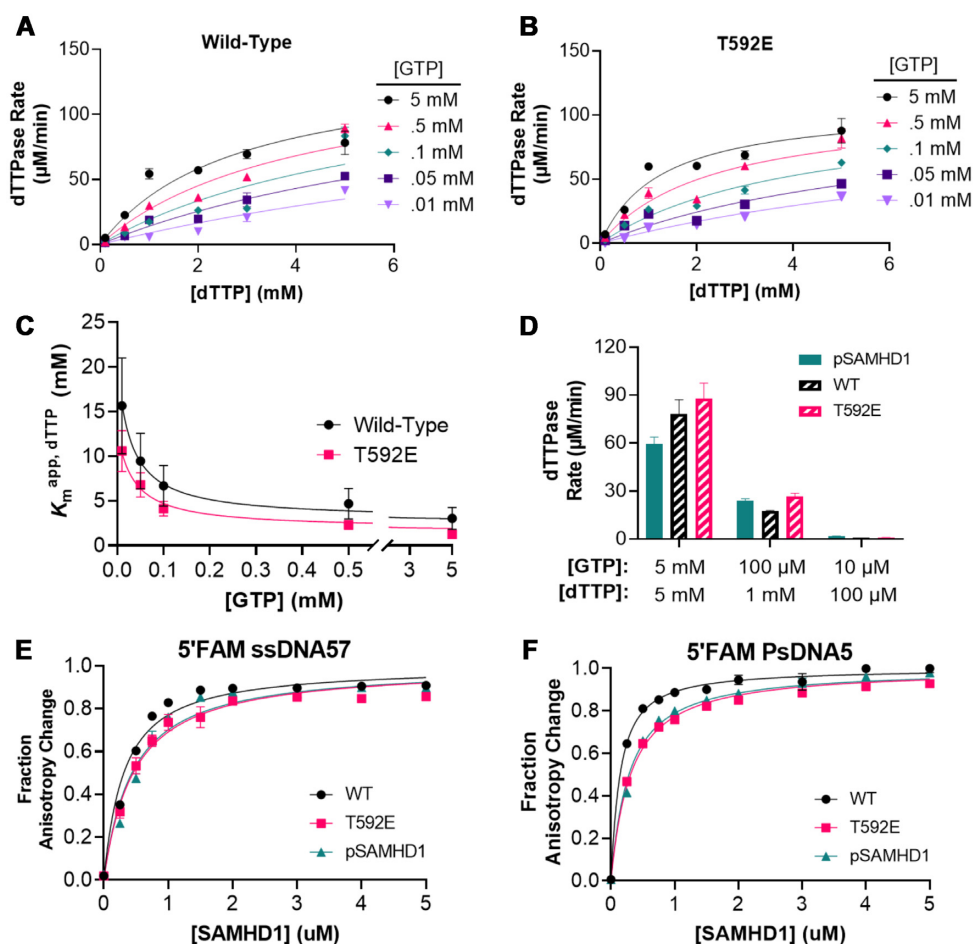 A
Wild-Type
dTTPase Rate
(µM/min)
150
100
50
0
0 2 4 6
[dTTP] (mM)
[GTP]
5 mM
.5 mM
.1 mM
.05 mM
.01 mM
B
T592E
dTTPase Rate
(µM/min)
150
100
50
0
0 2 4 6
[dTTP] (mM)
[GTP]
5 mM
.5 mM
.1 mM
.05 mM
.01 mM
C
Km app, dTTP (mM)
25
20
15
10
5
0
0.0 0.1 0.2 0.3 0.4 0.5 3 5
[GTP] (mM)
Wild-Type
T592E
D
dTTPase
Rate (µM/min)
120
90
60
30
0
pSAMHD1
WT
T592E
[GTP]: 5 mM 100 µM 10 µM
[dTTP]: 5 mM 1 mM 100 µM
E
5'FAM ssDNA57
Fraction
Anisotropy Change
1.0
0.8
0.6
0.4
0.2
0.0
0 1 2 3 4 5
[SAMHD1] (uM)
WT
T592E
pSAMHD1
F
5'FAM PsDNA5
Fraction
Anisotropy Change
1.0
0.8
0.6
0.4
0.2
0.0
0 1 2 3 4 5
[SAMHD1] (uM)
WT
T592E
pSAMHD1